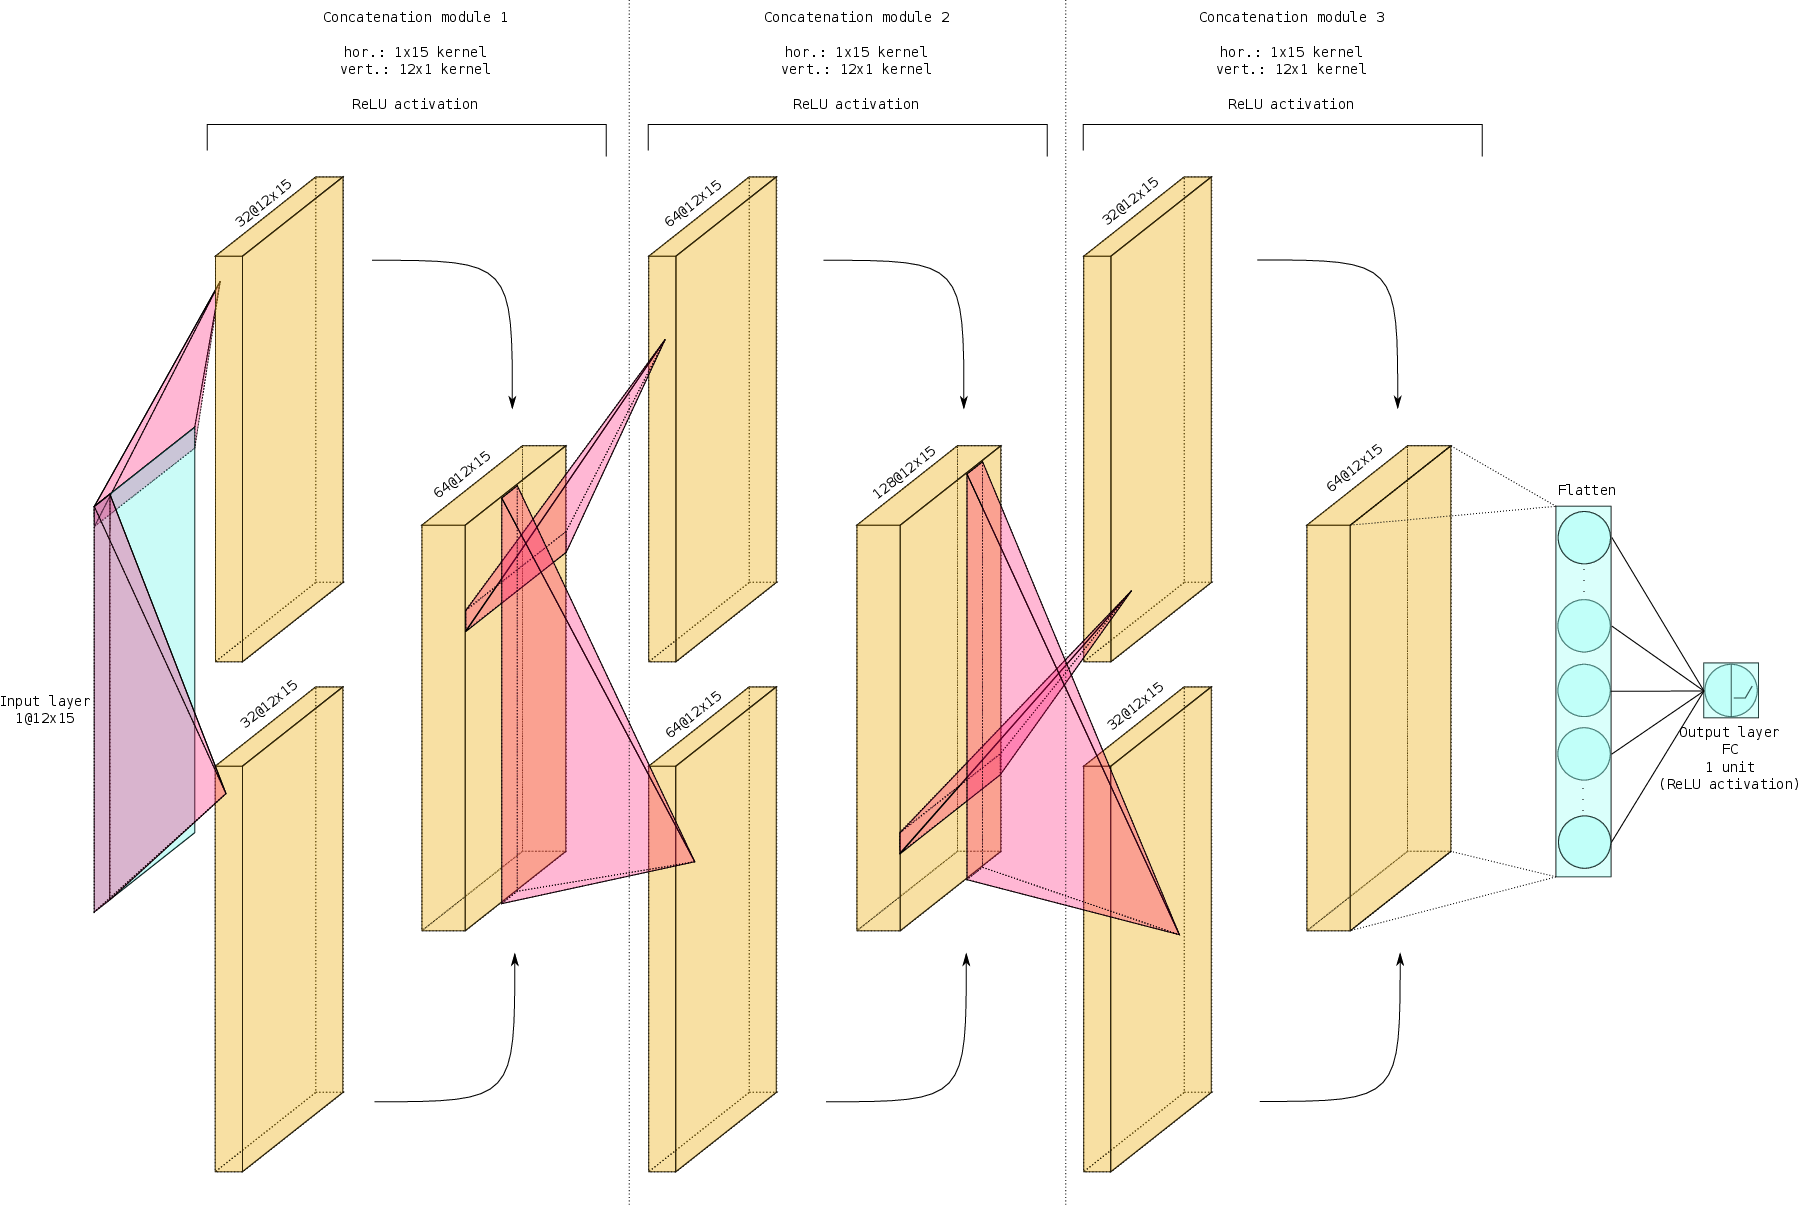 Concatenation module 1
hor.: 1x15 kernel
vert.: 12x1 kernel
ReLU activation
Concatenation module 2
hor.: 1x15 kernel
vert.: 12x1 kernel
ReLU activation
Concatenation module 3
hor.: 1x15 kernel
vert.: 12x1 kernel
ReLU activation
32@12x15
64@12x15
32@12x15
64@12x15
128@12x15
64@12x15
Flatten
Input layer
1@12x15
32@12x15
64@12x15
32@12x15
Output layer
FC
1 unit
(ReLU activation)